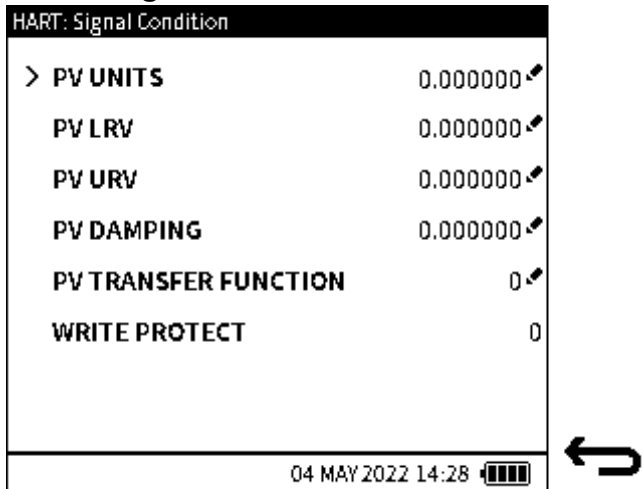 HART: Signal Condition
> PV UNITS 0.000000
PV LRV 0.000000
PV URV 0.000000
PV DAMPING 0.000000
PV TRANSFER FUNCTION 0
WRITE PROTECT 0
04 MAY 2022 14:28